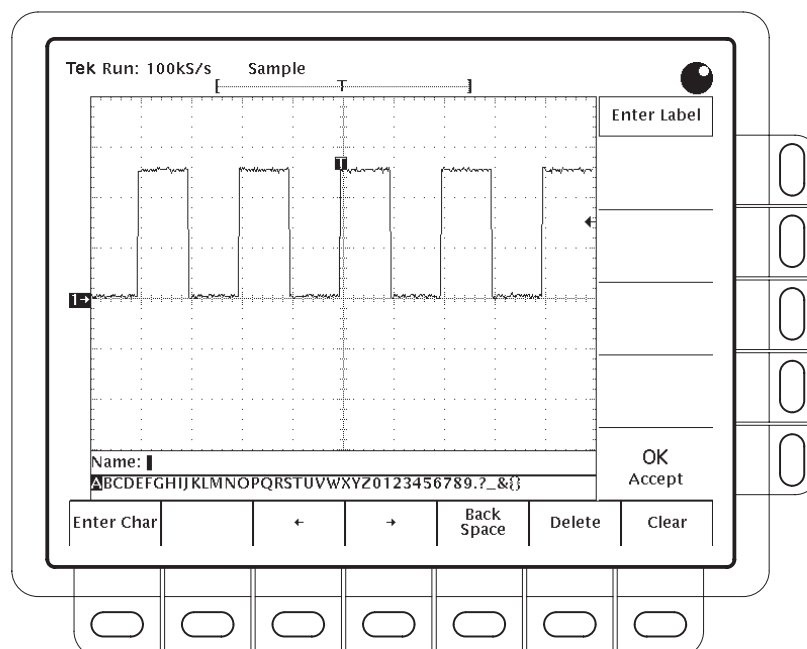 Tek Run: 100kS/s Sample
[ T ]
Enter Label
T
←
1→
Name:
ABCDEFGHIJKLMNOPQRSTUVWXYZ0123456789.?_&{}
OK
Accept
Enter Char
←
→
Back
Space
Delete
Clear